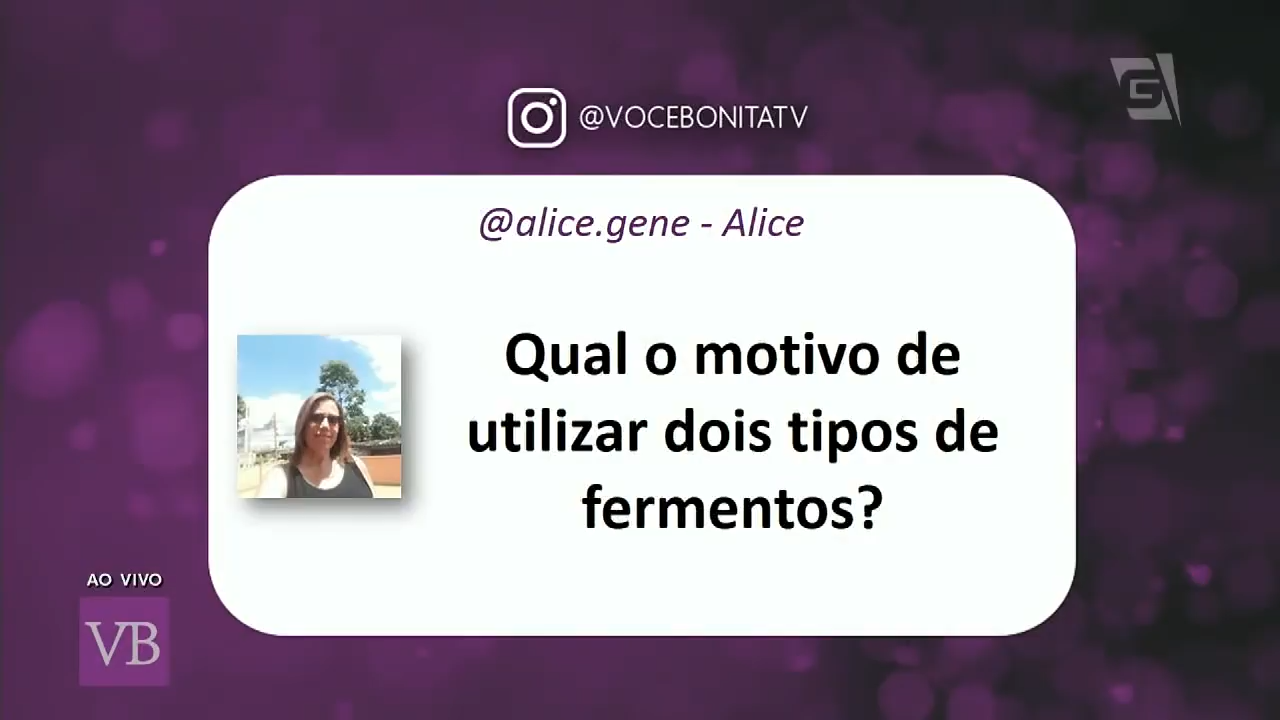 @VOCEBONITATV
@alice.gene - Alice
Qual o motivo de
utilizar dois tipos de
fermentos?
AO VIVO
VB